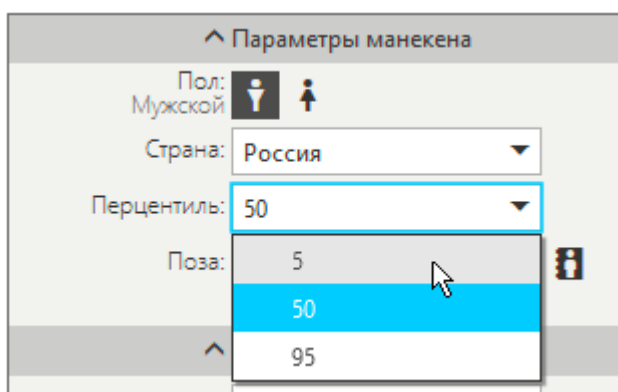 Параметры манекена
Пол:
Мужской
Страна: Россия
Перцентиль: 50
Поза: 5
50
95